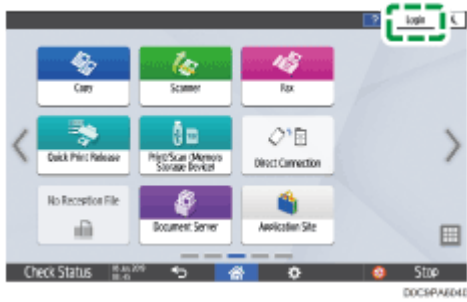 ? Login
Copy
Scanner
Fax
Quick Print Release
Print/Scan (Memory
Storage Device)
Direct Connection
No Reception File
Document Server
Application Site
Check Status
Stop